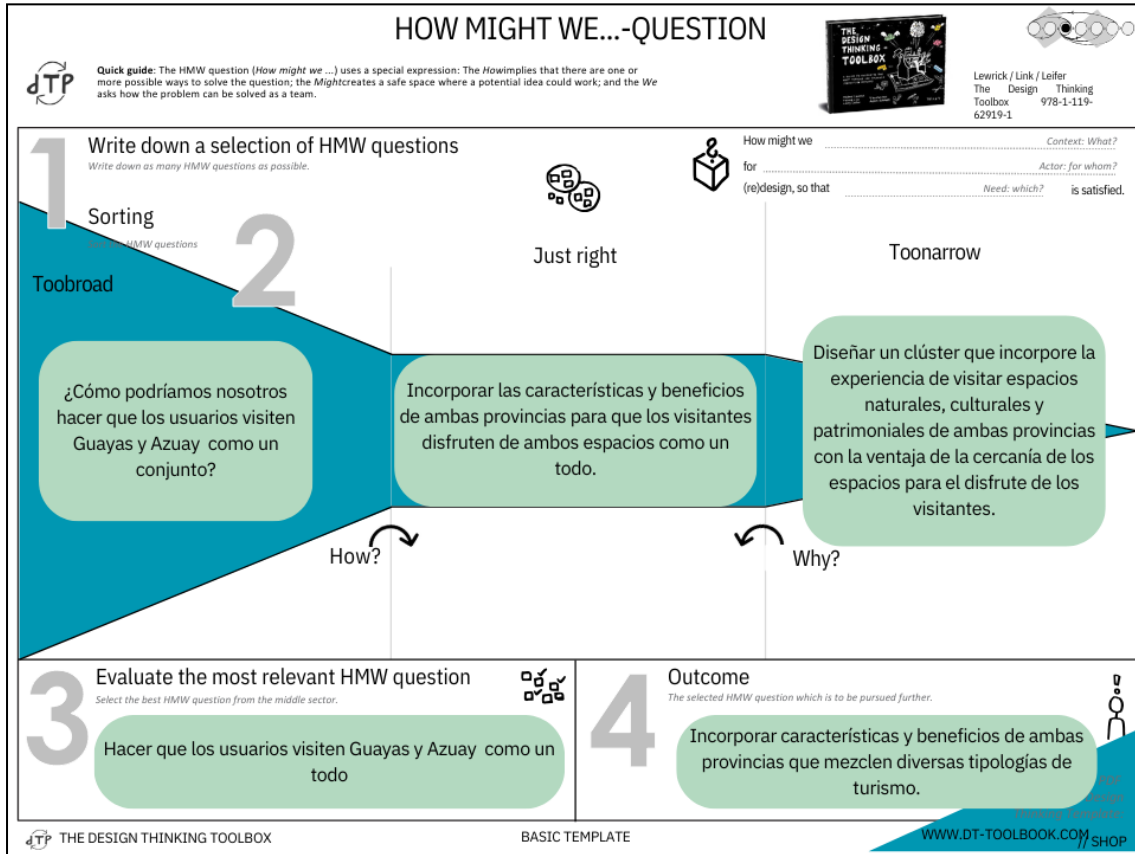 HOW MIGHT WE...-QUESTION
dTP
Quick guide: The HMW question (How might we ...) uses a special expression: The Howimplies that there are one or
more possible ways to solve the question; the Mightcreates a safe space where a potential idea could work; and the We
asks how the problem can be solved as a team.
THE
DESIGN
THINKING
TOOLBOX
Lewrick / Link / Leifer
The Design Thinking
Toolbox 978-1-119-
62919-1
1
Write down a selection of HMW questions
Write down as many HMW questions as possible.
How might we Context: What?
for Actor: for whom?
(re)design, so that Need: which? is satisfied.
2
Sorting
HMW questions
Toobroad
Just right
Toonarrow
¿Cómo podríamos nosotros
hacer que los usuarios visiten
Guayas y Azuay como un
conjunto?
Incorporar las características y beneficios
de ambas provincias para que los visitantes
disfruten de ambos espacios como un
todo.
Diseñar un clúster que incorpore la
experiencia de visitar espacios
naturales, culturales y
patrimoniales de ambas provincias
con la ventaja de la cercanía de los
espacios para el disfrute de los
visitantes.
How?
Why?
3
Evaluate the most relevant HMW question
Select the best HMW question from the middle sector.
Hacer que los usuarios visiten Guayas y Azuay como un
todo
4
Outcome
The selected HMW question which is to be pursued further.
Incorporar características y beneficios de ambas
provincias que mezclen diversas tipologías de
turismo.
Thinking Template
dTP THE DESIGN THINKING TOOLBOX
BASIC TEMPLATE
WWW.DT-TOOLBOOK.COM
// SHOP